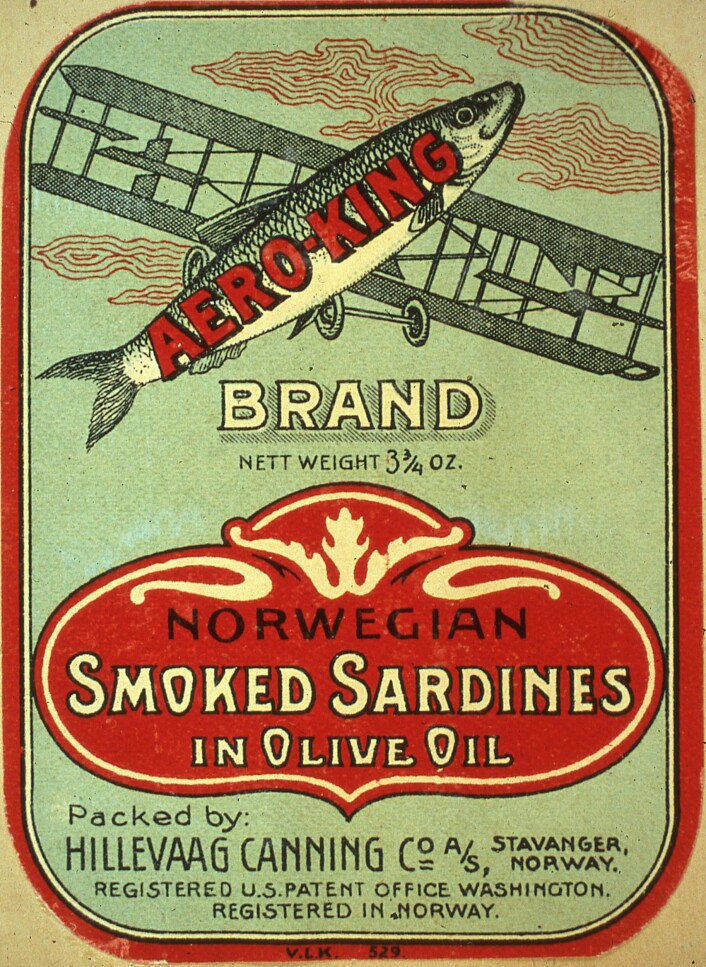 AERO-KING
BRAND
NETT WEIGHT 3¾ OZ.
NORWEGIAN
SMOKED SARDINES
IN OLIVE OIL
Packed by:
HILLEVAAG CANNING Co A/S, STAVANGER, NORWAY.
REGISTERED U.S. PATENT OFFICE WASHINGTON.
REGISTERED IN NORWAY.
V.L.K. 529